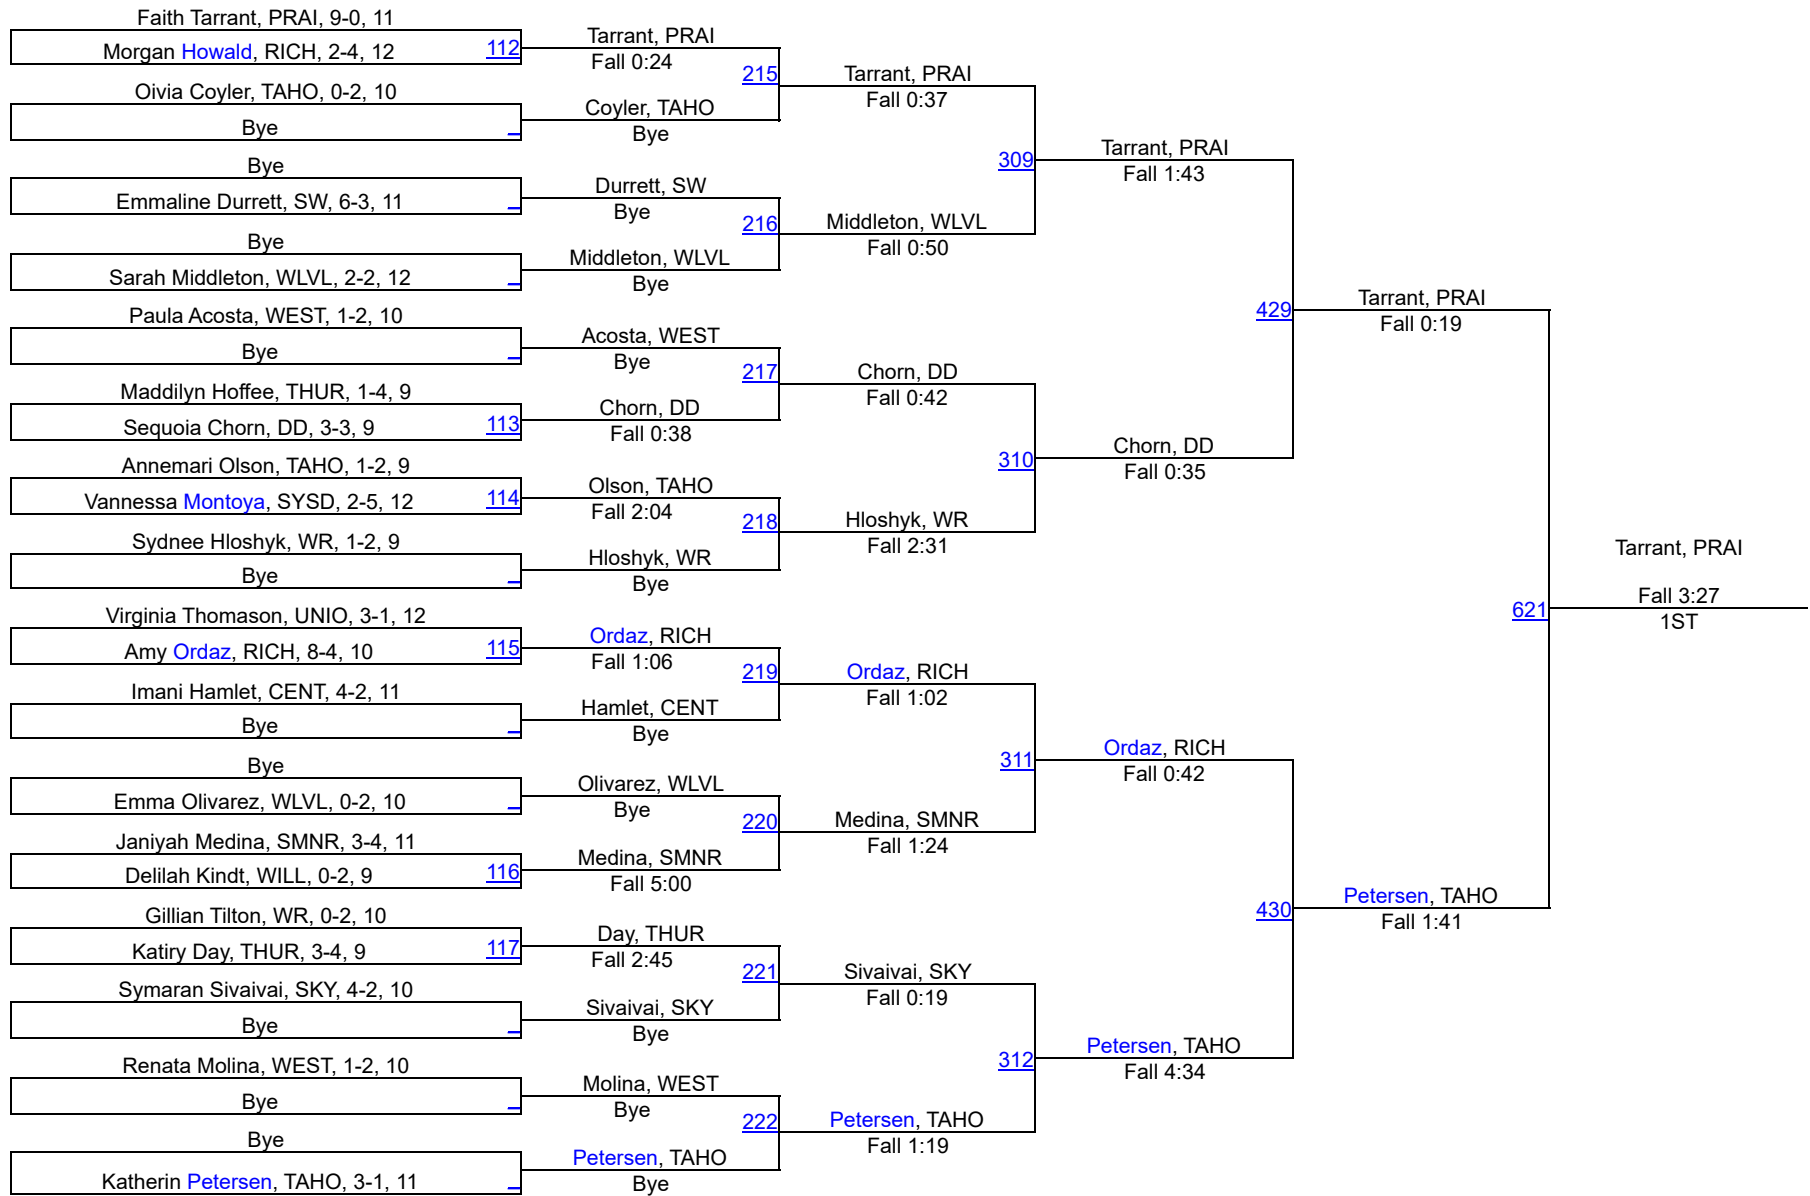 Faith Tarrant, PRAI, 9-0, 11
Morgan Howald, RICH, 2-4, 12
112
Oivia Coyler, TAHO, 0-2, 10
Bye
Bye
Emmaline Durrett, SW, 6-3, 11
Bye
Sarah Middleton, WLVL, 2-2, 12
Paula Acosta, WEST, 1-2, 10
Bye
Maddilyn Hoffee, THUR, 1-4, 9
Sequoia Chorn, DD, 3-3, 9
113
Annemari Olson, TAHO, 1-2, 9
Vannessa Montoya, SYSD, 2-5, 12
114
Sydnee Hloshyk, WR, 1-2, 9
Bye
Virginia Thomason, UNIO, 3-1, 12
Amy Ordaz, RICH, 8-4, 10
115
Imani Hamlet, CENT, 4-2, 11
Bye
Bye
Emma Olivarez, WLVL, 0-2, 10
Janiyah Medina, SMNR, 3-4, 11
Delilah Kindt, WILL, 0-2, 9
116
Gillian Tilton, WR, 0-2, 10
Katiry Day, THUR, 3-4, 9
117
Symaran Sivaivai, SKY, 4-2, 10
Bye
Renata Molina, WEST, 1-2, 10
Bye
Bye
Katherin Petersen, TAHO, 3-1, 11
Tarrant, PRAI
Fall 0:24
215
Coyler, TAHO
Bye
Durrett, SW
Bye
216
Middleton, WLVL
Bye
Acosta, WEST
Bye
217
Chorn, DD
Fall 0:38
Olson, TAHO
Fall 2:04
218
Hloshyk, WR
Bye
Ordaz, RICH
Fall 1:06
219
Hamlet, CENT
Bye
Olivarez, WLVL
Bye
220
Medina, SMNR
Fall 5:00
Day, THUR
Fall 2:45
221
Sivaivai, SKY
Bye
Molina, WEST
Bye
222
Petersen, TAHO
Bye
Tarrant, PRAI
Fall 0:37
309
Middleton, WLVL
Fall 0:50
Chorn, DD
Fall 0:42
310
Hloshyk, WR
Fall 2:31
Ordaz, RICH
Fall 1:02
311
Medina, SMNR
Fall 1:24
Sivaivai, SKY
Fall 0:19
312
Petersen, TAHO
Fall 1:19
Tarrant, PRAI
Fall 1:43
429
Chorn, DD
Fall 0:35
Ordaz, RICH
Fall 0:42
430
Petersen, TAHO
Fall 4:34
Tarrant, PRAI
Fall 0:19
621
Petersen, TAHO
Fall 1:41
Tarrant, PRAI
Fall 3:27
1ST